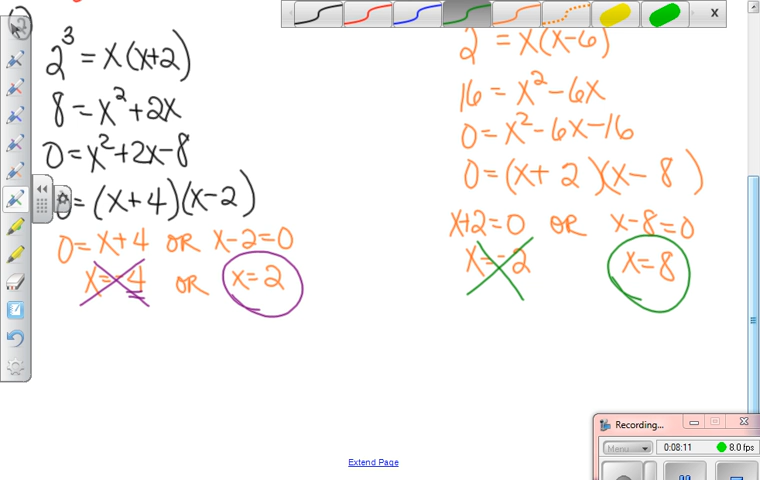 X
2³ = x(x+2)
8 = x² + 2x
0 = x² + 2x - 8
0 = (x+4)(x-2)
0 = x+4 OR x-2=0
x = -4 OR x=2
2 = x(x-6)
16 = x² - 6x
0 = x² - 6x - 16
0 = (x+2)(x-8)
x+2=0 OR x-8=0
x=-2 x=8
Recording...
Menu
0:08:11 8.0 fps
Extend Page